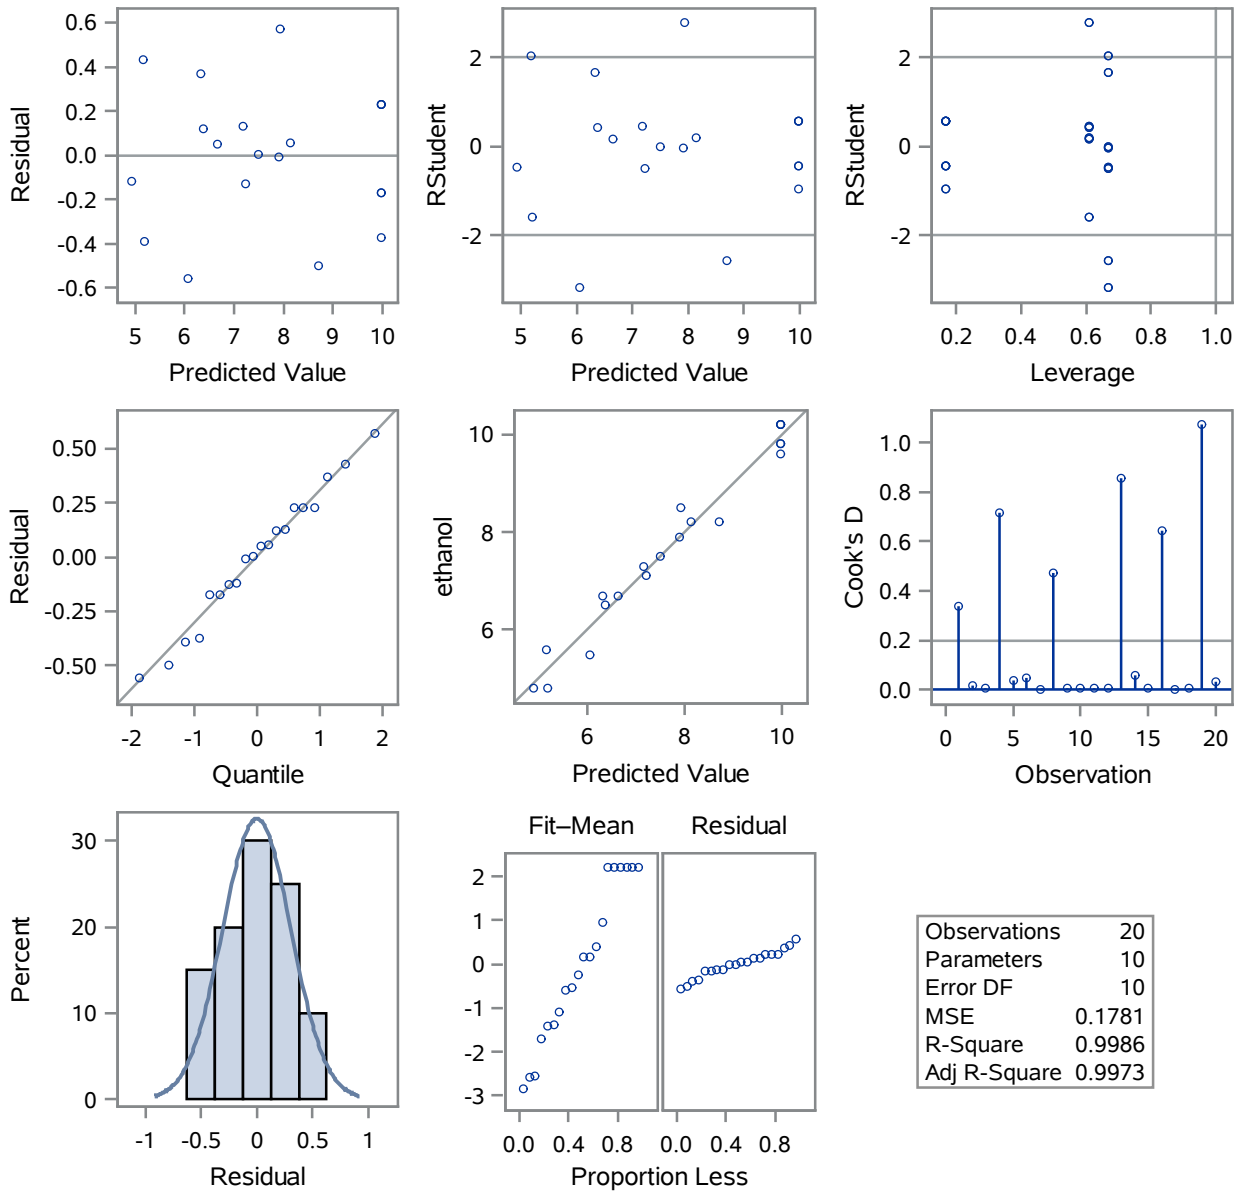 Residual
0.6
0.4
0.2
0.0
-0.2
-0.4
-0.6
5 6 7 8 9 10
Predicted Value
RStudent
2
0
-2
5 6 7 8 9 10
Predicted Value
RStudent
2
0
-2
0.2 0.4 0.6 0.8 1.0
Leverage
Residual
0.50
0.25
0.00
-0.25
-0.50
-2 -1 0 1 2
Quantile
ethanol
10
8
6
6 8 10
Predicted Value
Cook's D
1.0
0.8
0.6
0.4
0.2
0.0
0 5 10 15 20
Observation
Percent
30
20
10
0
-1 -0.5 0 0.5 1
Residual
Fit–Mean Residual
2
1
0
-1
-2
-3
0.0 0.4 0.8 0.0 0.4 0.8
Proportion Less
Observations 20
Parameters 10
Error DF 10
MSE 0.1781
R-Square 0.9986
Adj R-Square 0.9973